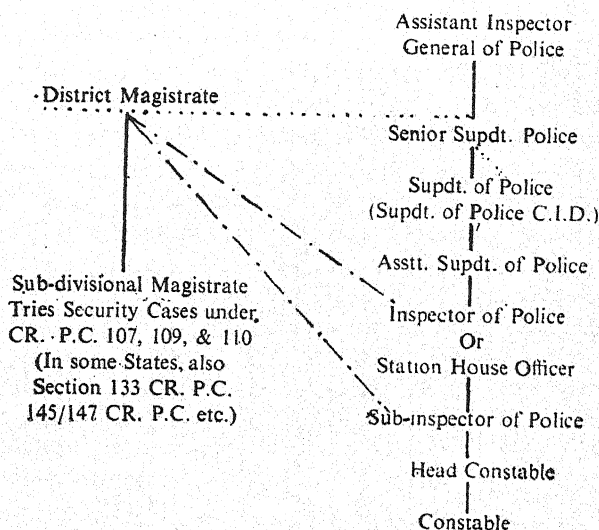 Assistant Inspector
General of Police
District Magistrate
Senior Supdt. Police
Supdt. of Police
(Supdt. of Police C.I.D.)
Asstt. Supdt. of Police
Sub-divisional Magistrate
Tries Security Cases under
CR. P.C. 107, 109, & 110
(In some States, also
Section 133 CR. P.C.
145/147 CR. P.C. etc.)
Inspector of Police
Or
Station House Officer
Sub-inspector of Police
Head Constable
Constable